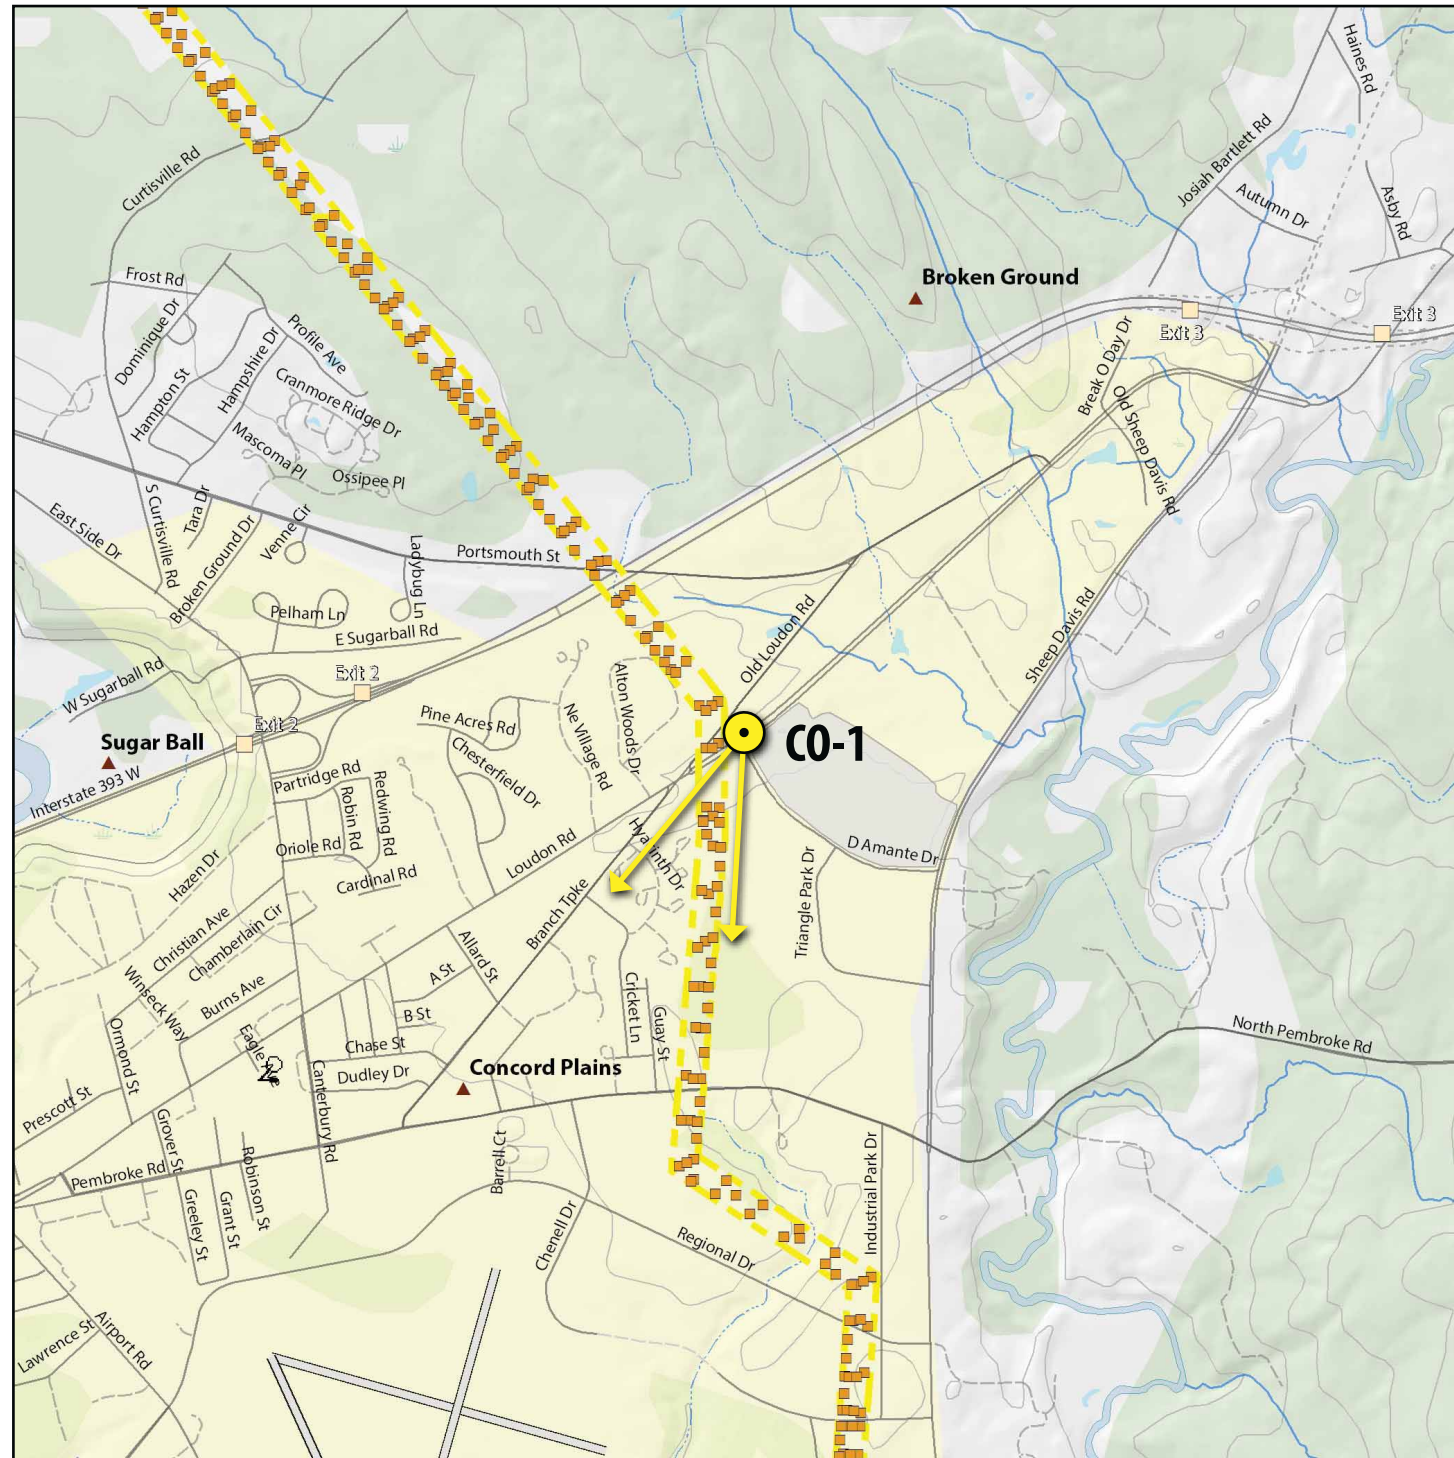 Haines Rd
Josiah Bartlett Rd
Curtisville Rd
Autumn Dr
Asby Rd
Frost Rd
Broken Ground
Exit 3
Exit 3
Dominique Dr
Profile Ave
Hampshire Dr
Hampton St
Cranmore Ridge Dr
Break O Day Dr
Old Sheep Davis Rd
Mascoma Pl
Ossipee Pl
S Curtisville Rd
Tara Dr
East Side Dr
Broken Ground Dr
Venne Cir
Ladybug Ln
Portsmouth St
Pelham Ln
E Sugarball Rd
Old Loudon Rd
Sheep Davis Rd
W Sugarball Rd
Exit 2
Exit 2
Alton Woods Dr
Ne Village Rd
Pine Acres Rd
Sugar Ball
CO-1
Chesterfield Dr
Interstate 393 W
Partridge Rd
Robin Rd
Redwing Rd
Oriole Rd
Loudon Rd
Hyacinth Dr
D Amante Dr
Hazen Dr
Cardinal Rd
Triangle Park Dr
Branch Tpke
Christian Ave
Chamberlain Cir
Allard St
A St
Winseck Way
Burns Ave
B St
Cricket Ln
Guay St
Ormond St
Chase St
North Pembroke Rd
Dudley Dr
Concord Plains
Prescott St
Canterbury Rd
Grover St
Robinson St
Barrell Ct
Industrial Park Dr
Pembroke Rd
Greeley St
Grant St
Chenell Dr
Regional Dr
Lawrence St
Airport Rd